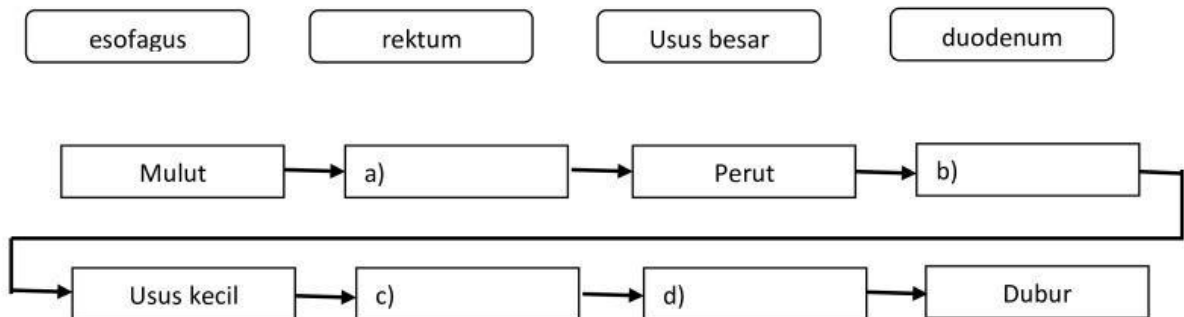 esofagus rektum Usus besar duodenum
Mulut a) Perut b)
Usus kecil c) d) Dubur